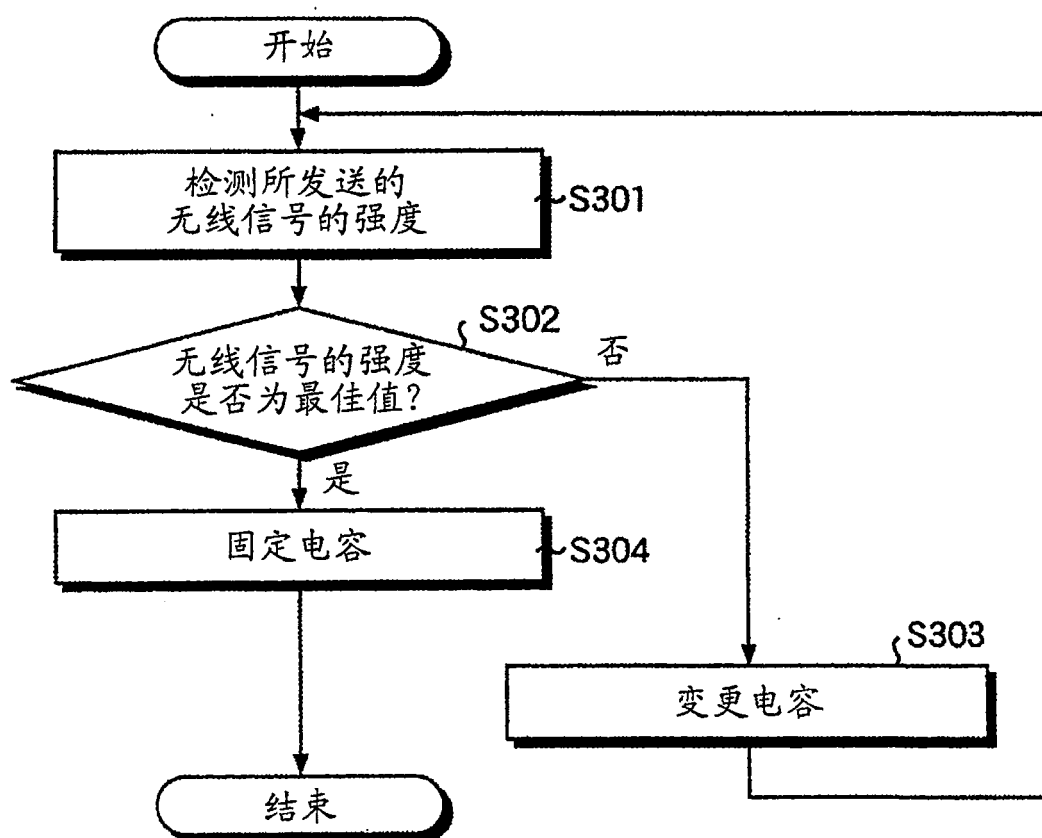 开始
检测所发送的
无线信号的强度
S301
S302
无线信号的强度
是否为最佳值?
否
是
固定电容
S304
S303
变更电容
结束